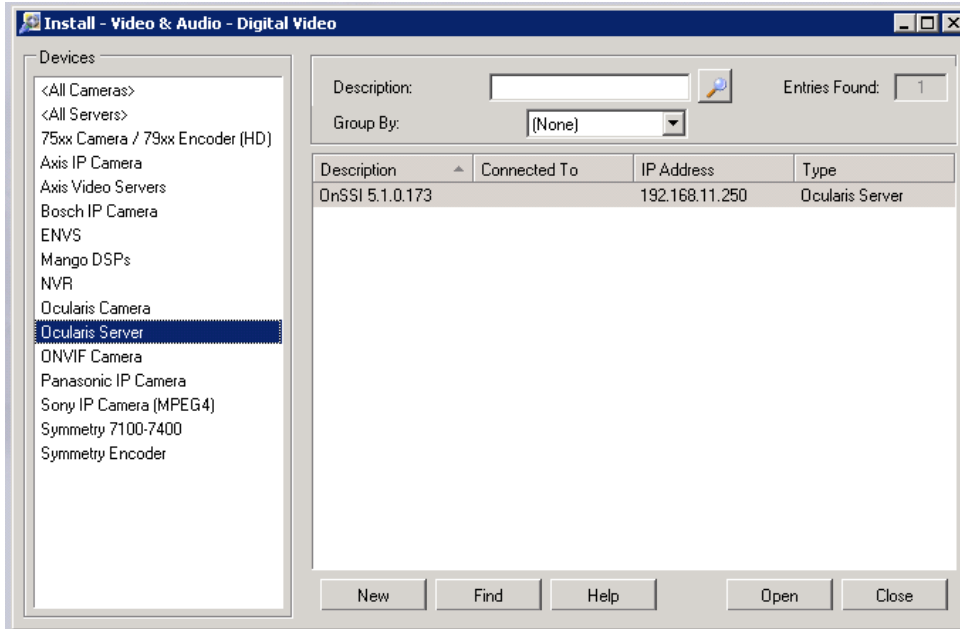 Install - Video & Audio - Digital Video
Devices
<All Cameras>
<All Servers>
75xx Camera / 79xx Encoder (HD)
Axis IP Camera
Axis Video Servers
Bosch IP Camera
ENVS
Mango DSPs
NVR
Ocularis Camera
Ocularis Server
ONVIF Camera
Panasonic IP Camera
Sony IP Camera (MPEG4)
Symmetry 7100-7400
Symmetry Encoder
Description: Entries Found: 1
Group By: (None)
Description Connected To IP Address Type
OnSSI 5.1.0.173 192.168.11.250 Ocularis Server
New Find Help Open Close